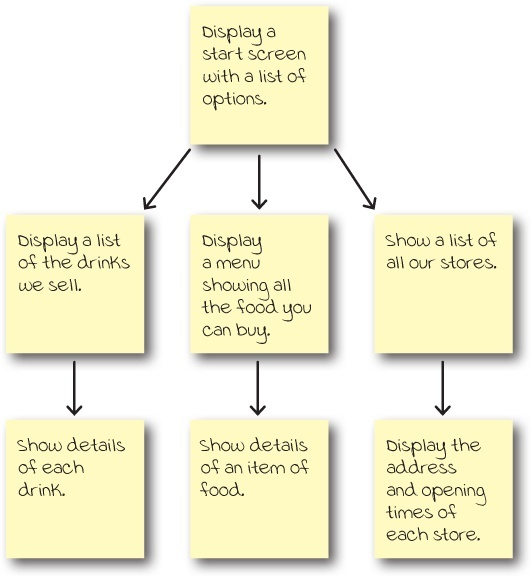 Display a
start screen
with a list of
options.
Display a list
of the drinks
we sell.
Display
a menu
showing all
the food you
can buy.
Show a list of
all our stores.
Show details
of each
drink.
Show details
of an item of
food.
Display the
address
and opening
times of
each store.